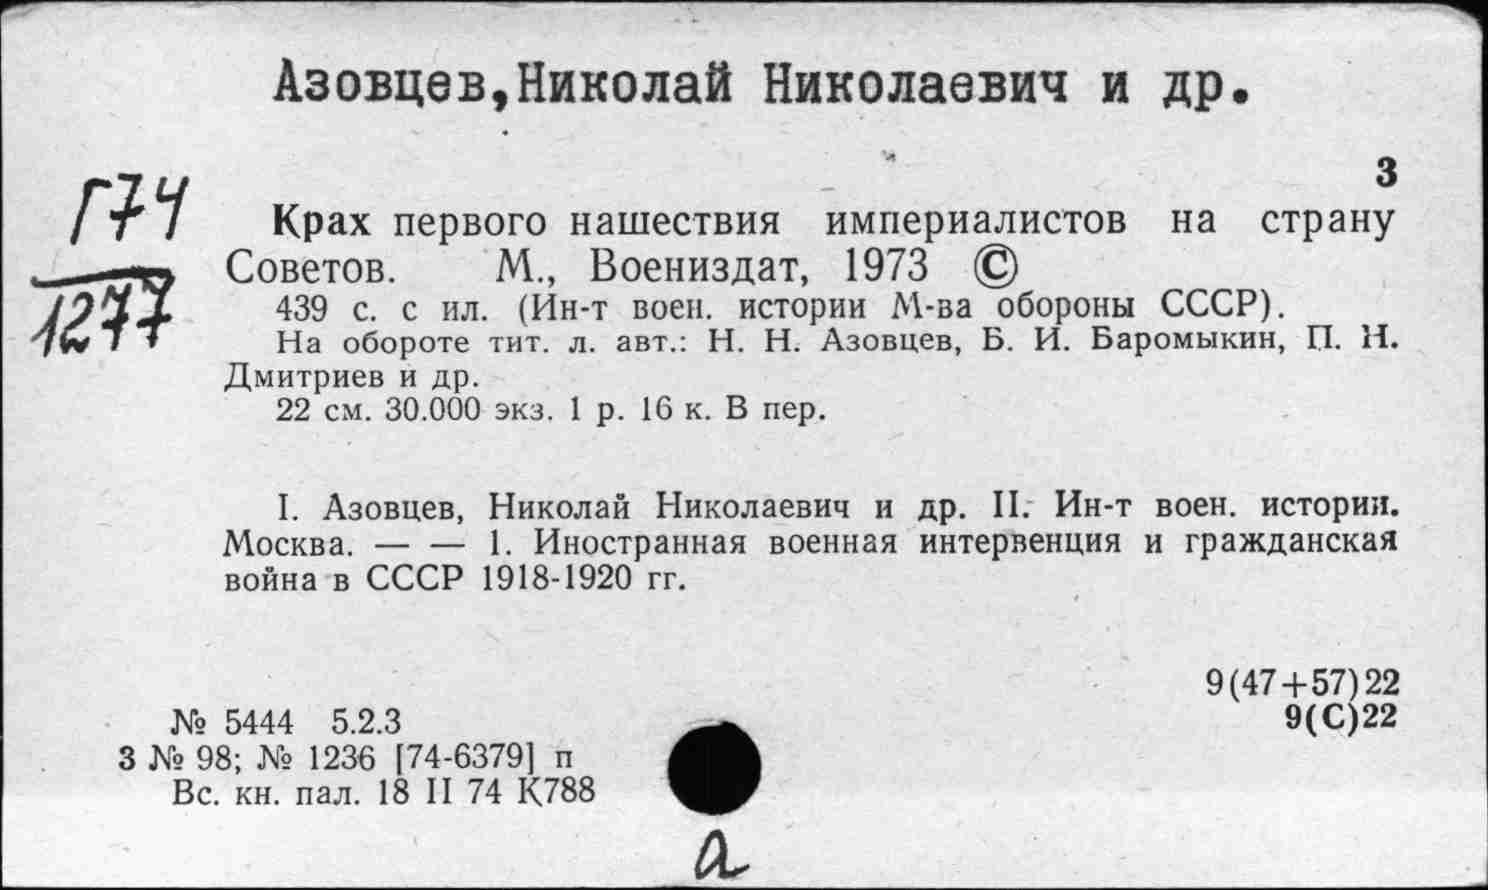 Азовцев,Николай Николаевич и др.
3
Г74
1277
Крах первого нашествия империалистов на страну
Советов. М., Воениздат, 1973 ©
439 с. с ил. (Ин-т воен. истории М-ва обороны СССР).
На обороте тит. л. авт.: Н. Н. Азовцев, Б. И. Баромыкин, П. Н.
Дмитриев и др.
22 см. 30.000 экз. 1 р. 16 к. В пер.
I. Азовцев, Николай Николаевич и др. II. Ин-т воен. истории.
Москва. — — 1. Иностранная военная интервенция и гражданская
война в СССР 1918-1920 гг.
9(47+57)22
9(С)22
№ 5444 5.2.3
3 № 98; № 1236 [74-6379] п
Вс. кн. пал. 18 II 74 К788
а